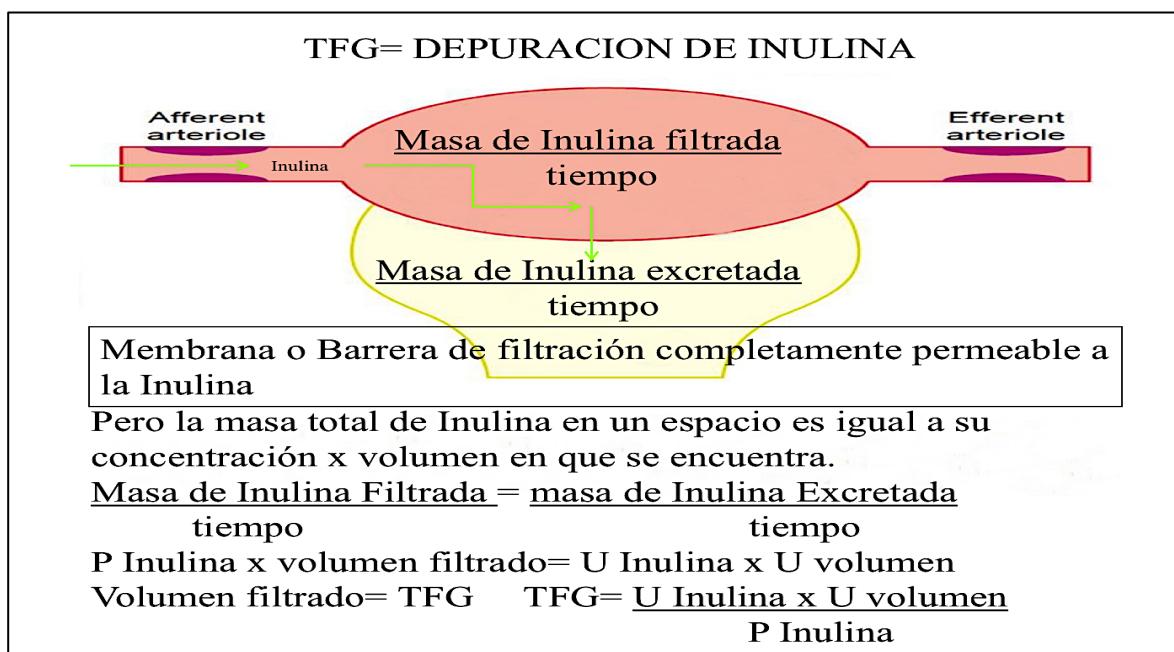 TFG= DEPURACION DE INULINA
Afferent
arteriole
Efferent
arteriole
Inulina
Masa de Inulina filtrada
tiempo
Masa de Inulina excretada
tiempo
Membrana o Barrera de filtración completamente permeable a
la Inulina
Pero la masa total de Inulina en un espacio es igual a su
concentración x volumen en que se encuentra.
Masa de Inulina Filtrada = masa de Inulina Excretada
tiempo tiempo
P Inulina x volumen filtrado= U Inulina x U volumen
Volumen filtrado= TFG TFG= U Inulina x U volumen
P Inulina